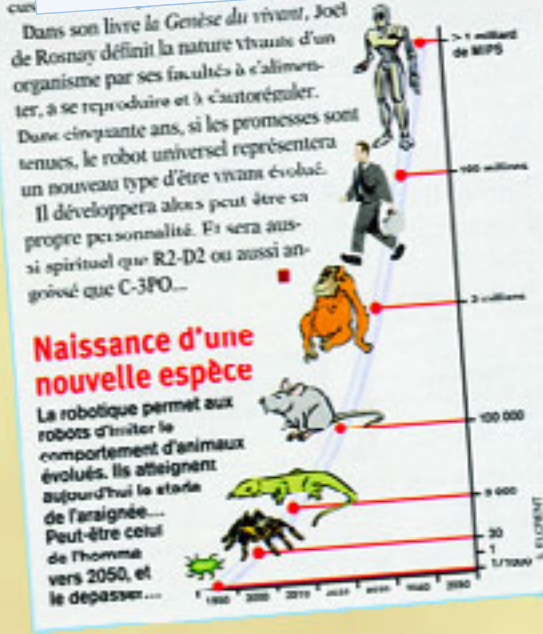 Dans son livre la Genèse du vivant, Joël
de Rosnay définit la nature vivante d'un
organisme par ses facultés à s'alimen-
ter, à se reproduire et à s'autoréguler.
Dans cinquante ans, si les promesses sont
tenues, le robot universel représentera
un nouveau type d'être vivant évolué.
Il développera alors peut être sa
propre personnalité. Et sera aus-
si spirituel que R2-D2 ou aussi an-
goissé que C-3PO...
Naissance d'une
nouvelle espèce
La robotique permet aux
robots d'imiter le
comportement d'animaux
évolués. Ils atteignent
aujourd'hui le stade
de l'araignée...
Peut-être celui
de l'homme
vers 2050, et
le dépasser...
> 1 milliard
de MIPS
100 millions
3 millions
100 000
5 000
30
1
1/1000
1990 2000 2010 2020 2030 2040 2050